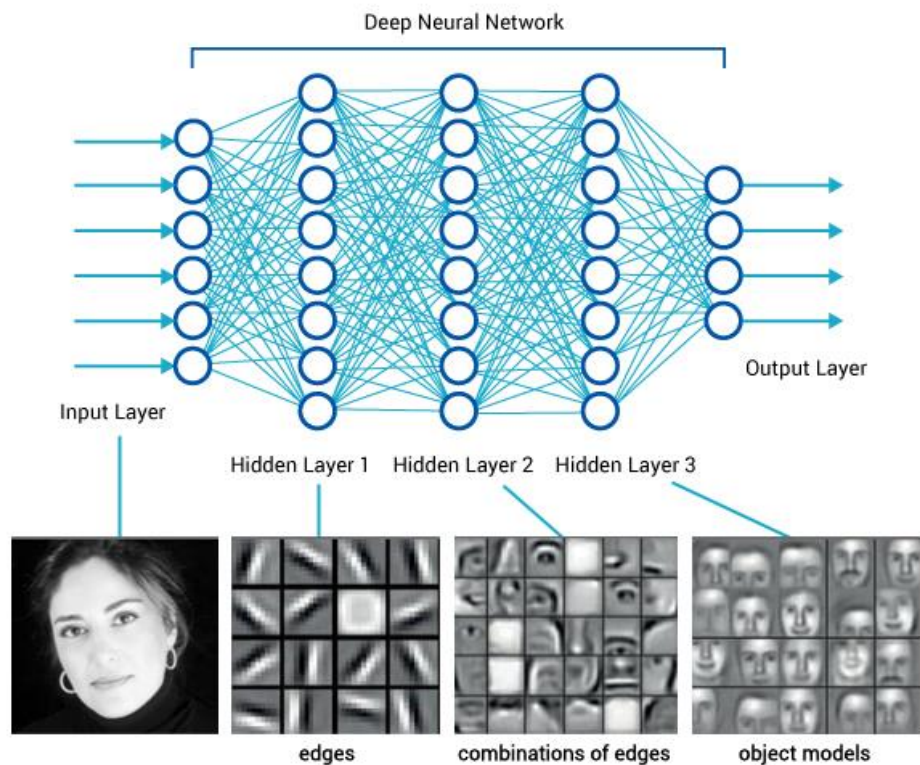 Deep Neural Network
Output Layer
Input Layer
Hidden Layer 1
Hidden Layer 2
Hidden Layer 3
edges
combinations of edges
object models